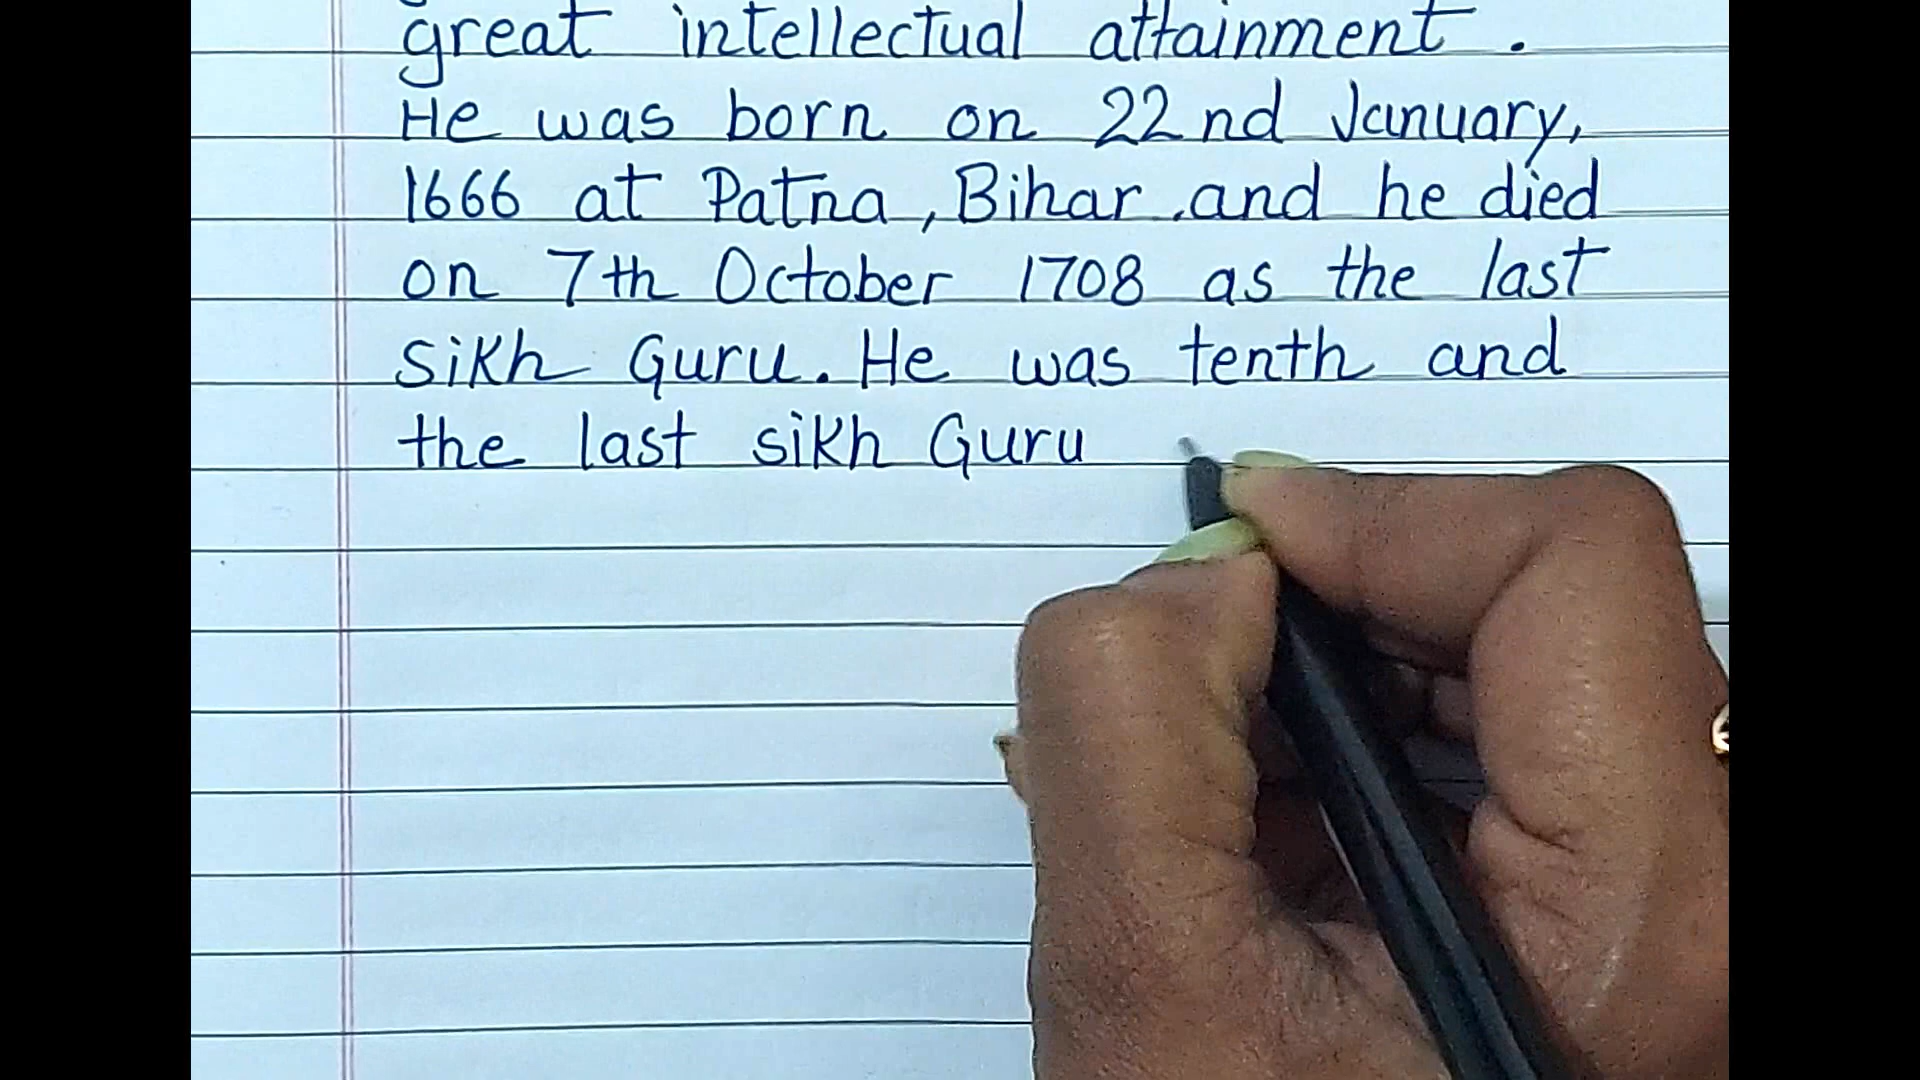 great intellectual attainment.
He was born on 22nd January,
1666 at Patna, Bihar. and he died
on 7th October 1708 as the last
Sikh Guru. He was tenth and
the last sikh Guru